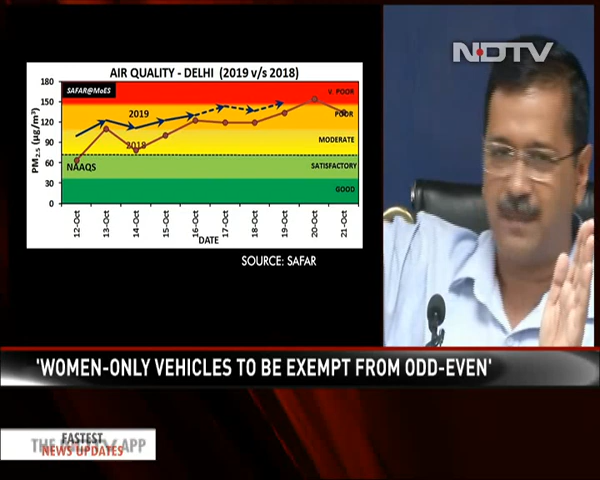 NDTV
AIR QUALITY - DELHI (2019 v/s 2018)
SAFAR@MoES
180
150
120
90
60
30
0
PM2.5 (µg/m³)
2019
2018
NAAQS
V. POOR
POOR
MODERATE
SATISFACTORY
GOOD
12-Oct
13-Oct
14-Oct
15-Oct
16-Oct
17-Oct
18-Oct
19-Oct
20-Oct
21-Oct
DATE
SOURCE: SAFAR
'WOMEN-ONLY VEHICLES TO BE EXEMPT FROM ODD-EVEN'
FASTEST
NEWS UPDATES
THE NDTV APP